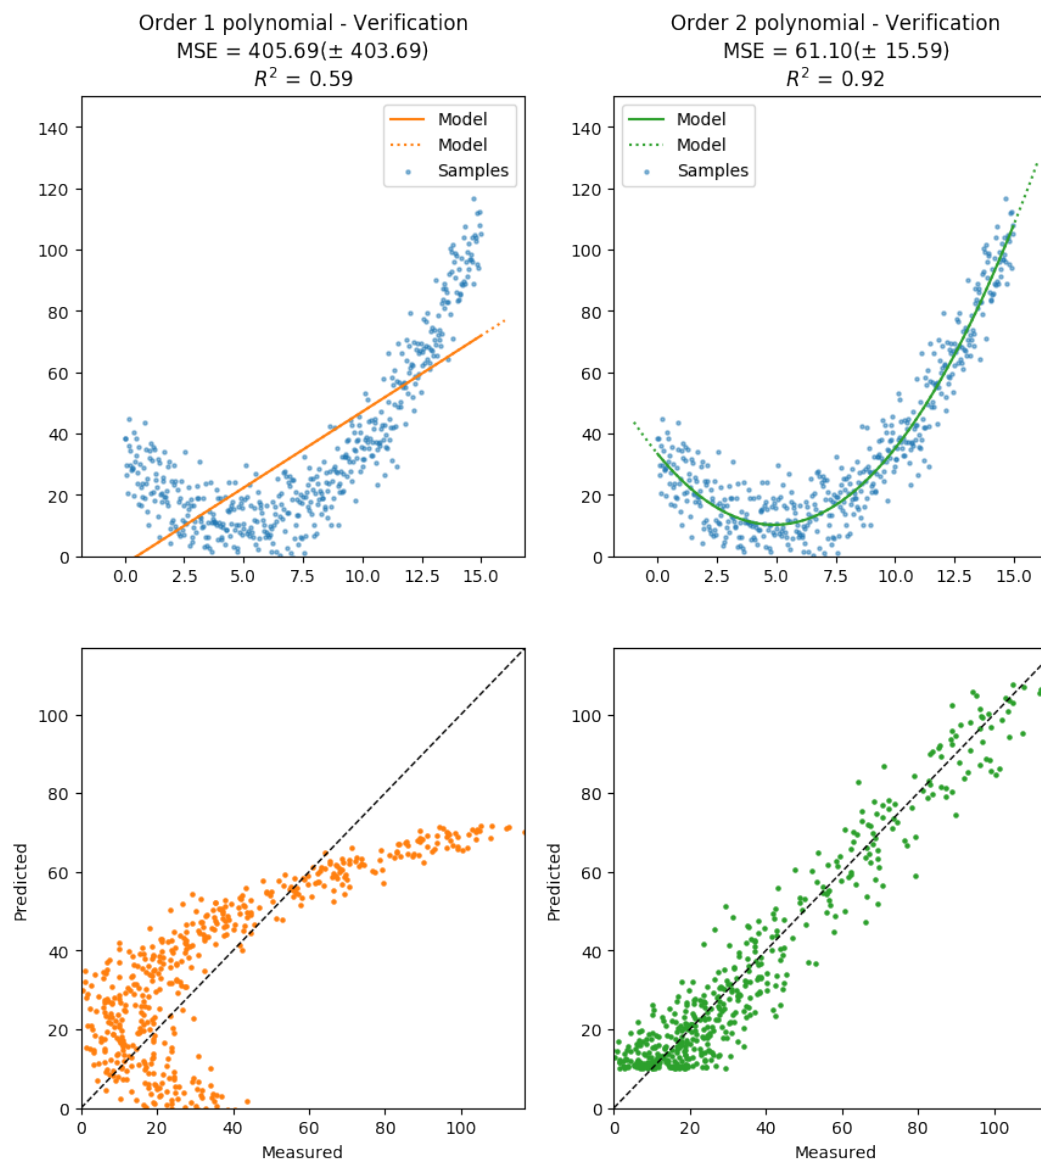 Order 1 polynomial - Verification
MSE = 405.69(± 403.69)
R² = 0.59
Order 2 polynomial - Verification
MSE = 61.10(± 15.59)
R² = 0.92
140
120
100
80
60
40
20
0
0.0 2.5 5.0 7.5 10.0 12.5 15.0
Model
Model
Samples
140
120
100
80
60
40
20
0
0.0 2.5 5.0 7.5 10.0 12.5 15.0
Model
Model
Samples
Predicted
100
80
60
40
20
0
0 20 40 60 80 100
Measured
Predicted
100
80
60
40
20
0
0 20 40 60 80 100
Measured